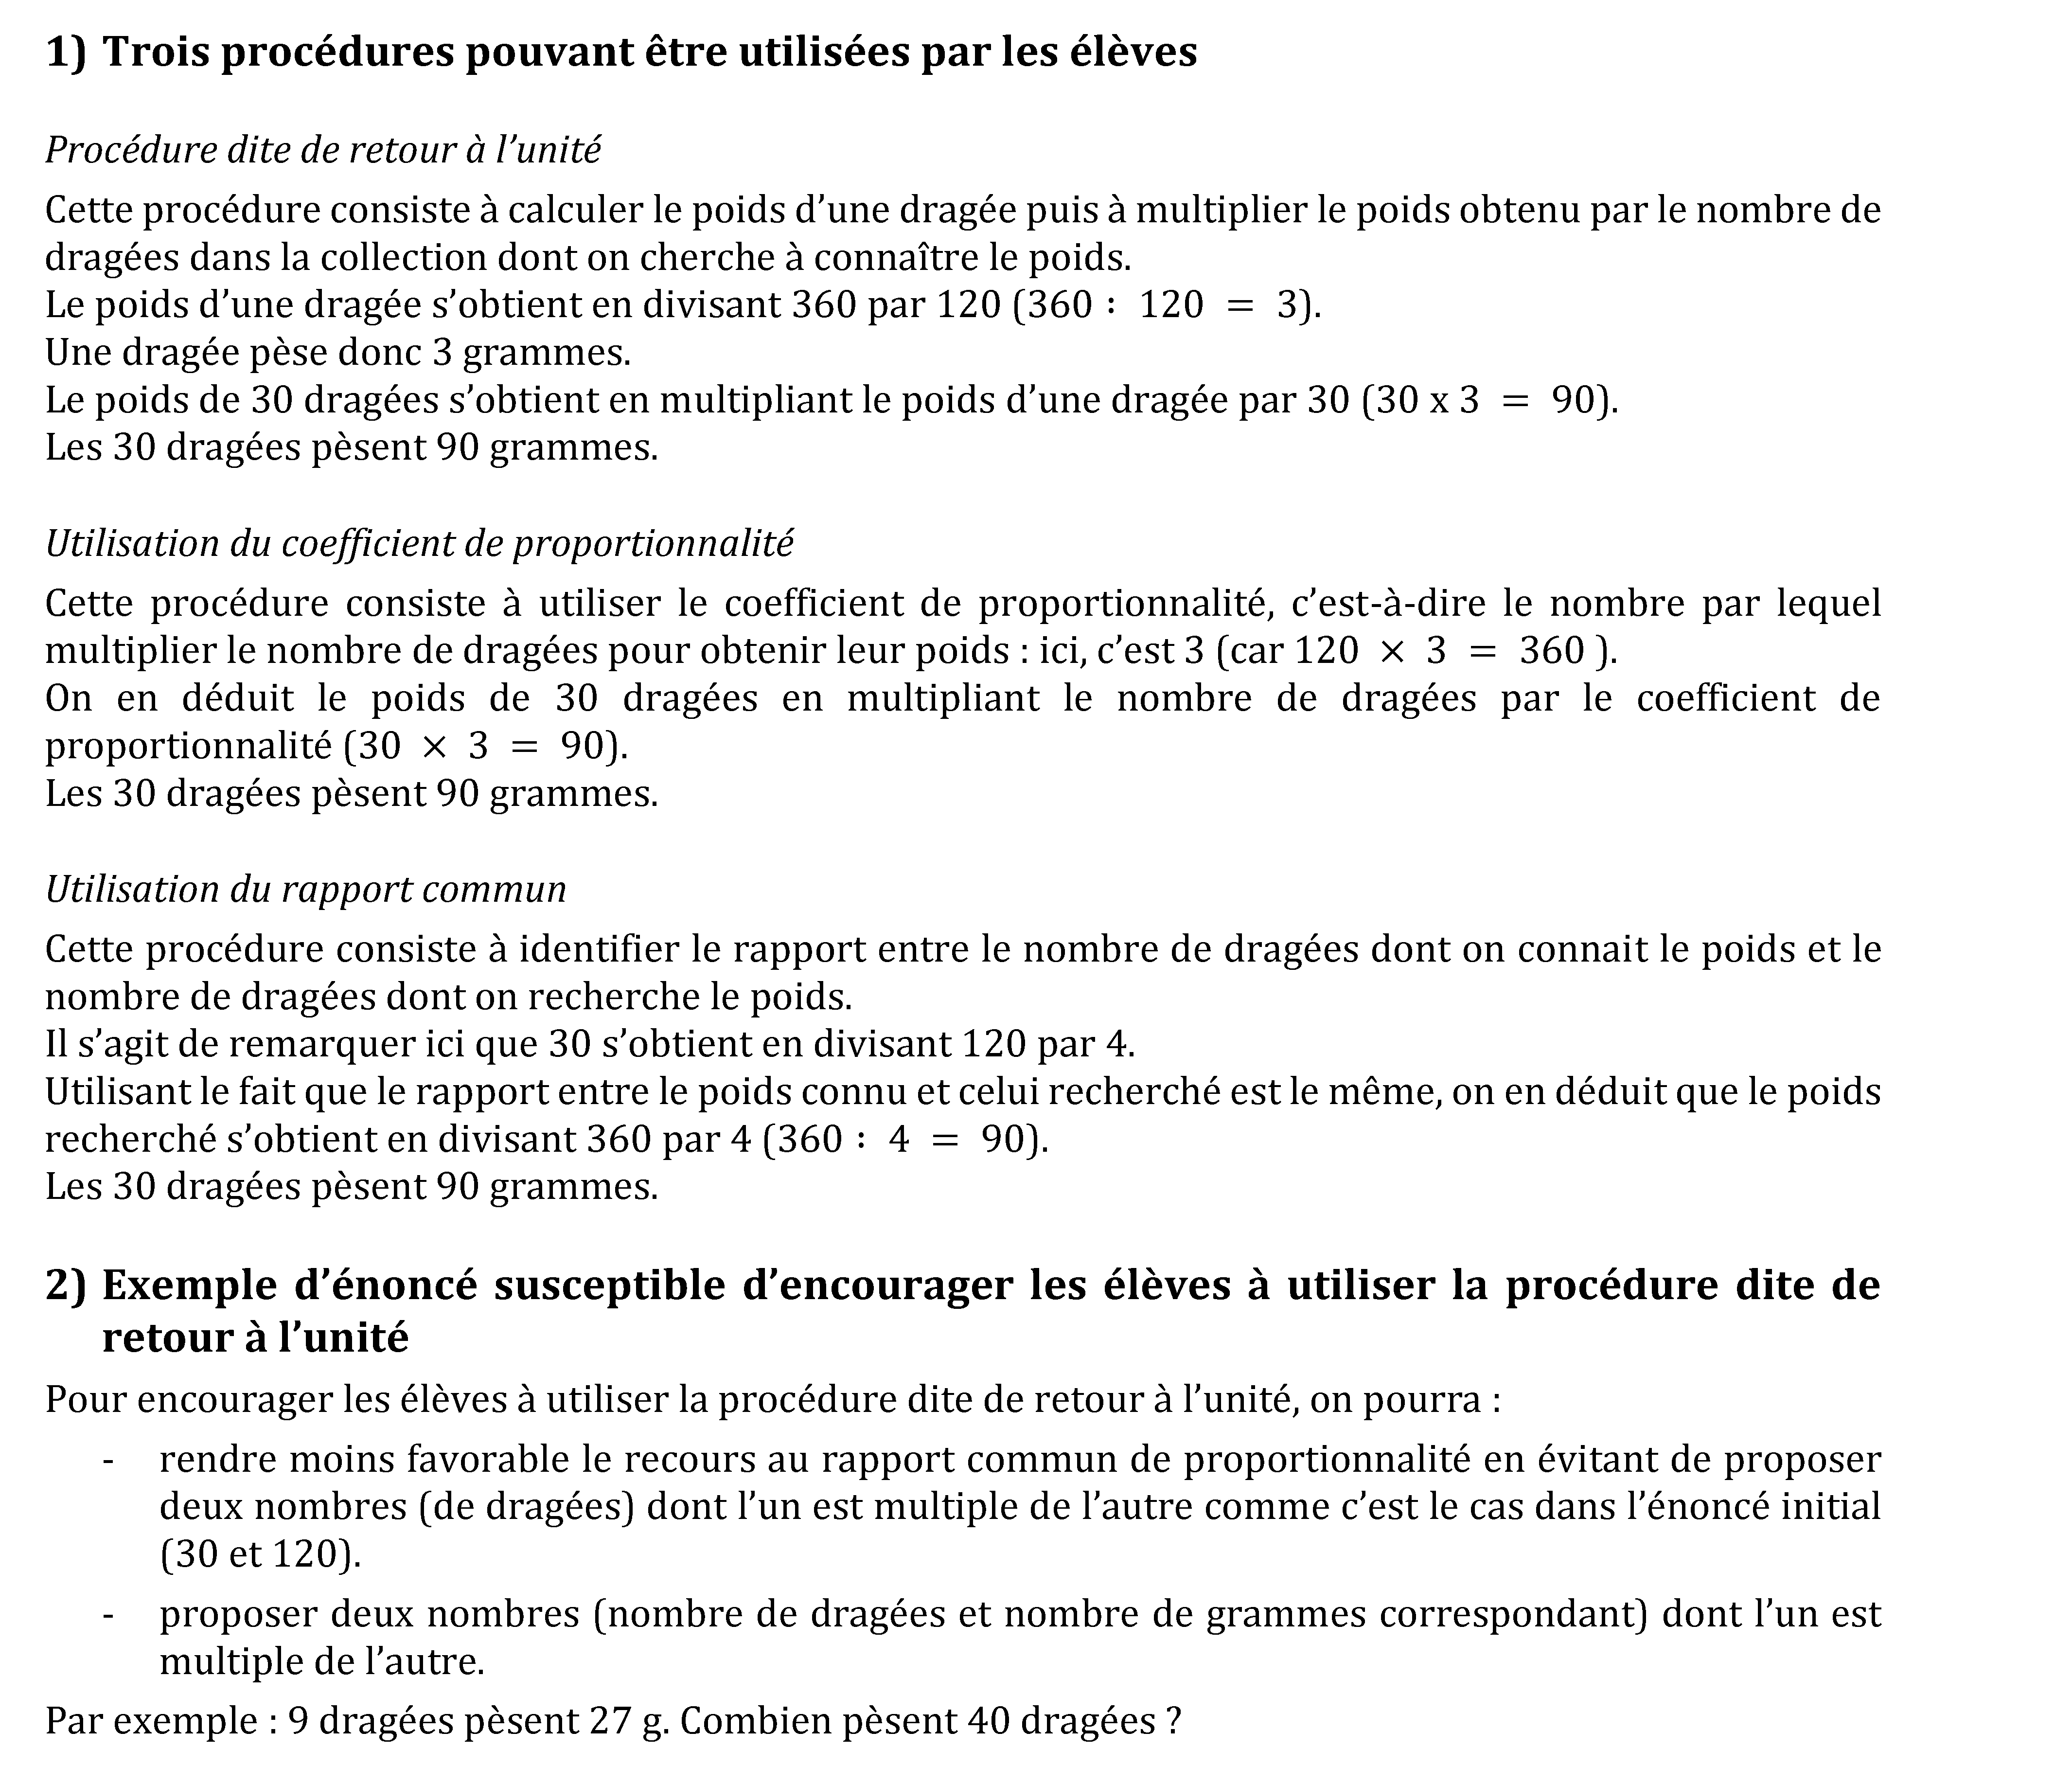 1) Trois procédures pouvant être utilisées par les élèves
Procédure dite de retour à l’unité
Cette procédure consiste à calculer le poids d’une dragée puis à multiplier le poids obtenu par le nombre de
dragées dans la collection dont on cherche à connaître le poids.
Le poids d’une dragée s’obtient en divisant 360 par 120 (360 : 120 = 3).
Une dragée pèse donc 3 grammes.
Le poids de 30 dragées s’obtient en multipliant le poids d’une dragée par 30 (30 x 3 = 90).
Les 30 dragées pèsent 90 grammes.
Utilisation du coefficient de proportionnalité
Cette procédure consiste à utiliser le coefficient de proportionnalité, c’est-à-dire le nombre par lequel
multiplier le nombre de dragées pour obtenir leur poids : ici, c’est 3 (car 120 × 3 = 360 ).
On en déduit le poids de 30 dragées en multipliant le nombre de dragées par le coefficient de
proportionnalité (30 × 3 = 90).
Les 30 dragées pèsent 90 grammes.
Utilisation du rapport commun
Cette procédure consiste à identifier le rapport entre le nombre de dragées dont on connait le poids et le
nombre de dragées dont on recherche le poids.
Il s’agit de remarquer ici que 30 s’obtient en divisant 120 par 4.
Utilisant le fait que le rapport entre le poids connu et celui recherché est le même, on en déduit que le poids
recherché s’obtient en divisant 360 par 4 (360 : 4 = 90).
Les 30 dragées pèsent 90 grammes.
2) Exemple d’énoncé susceptible d’encourager les élèves à utiliser la procédure dite de
retour à l’unité
Pour encourager les élèves à utiliser la procédure dite de retour à l’unité, on pourra :
- rendre moins favorable le recours au rapport commun de proportionnalité en évitant de proposer
deux nombres (de dragées) dont l’un est multiple de l’autre comme c’est le cas dans l’énoncé initial
(30 et 120).
- proposer deux nombres (nombre de dragées et nombre de grammes correspondant) dont l’un est
multiple de l’autre.
Par exemple : 9 dragées pèsent 27 g. Combien pèsent 40 dragées ?